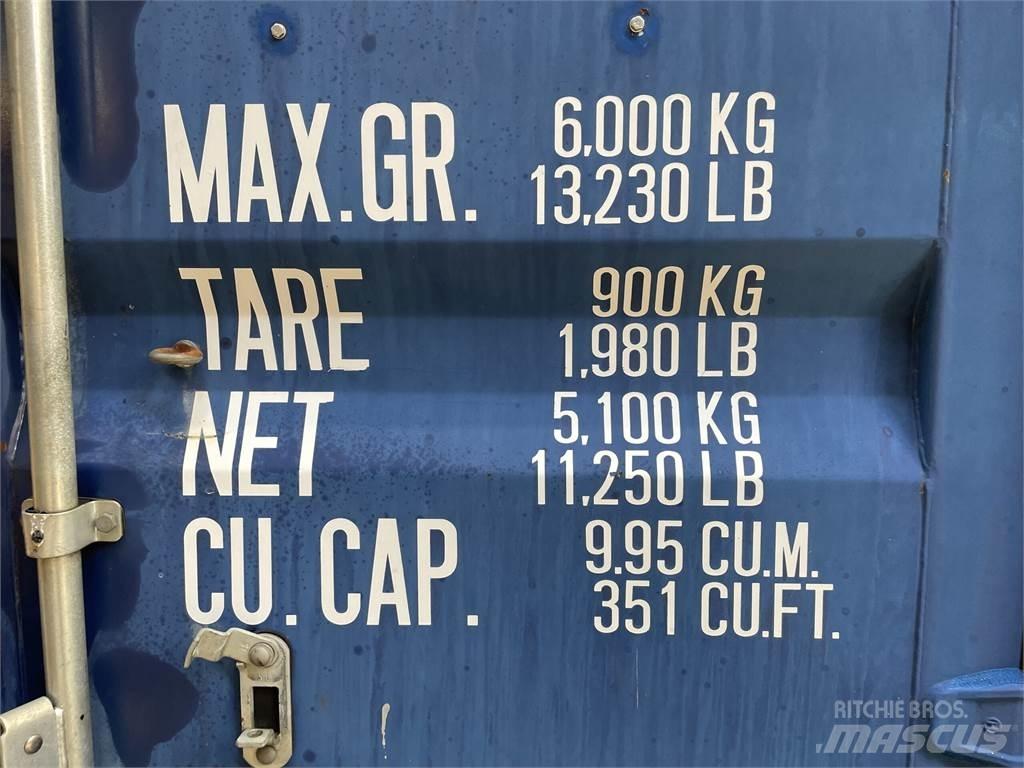 MAX.GR. 6,000 KG
13,230 LB
TARE 900 KG
1,980 LB
NET 5,100 KG
11,250 LB
CU.CAP. 9.95 CU.M.
351 CU.FT.
RITCHIE BROS.
MASCUS